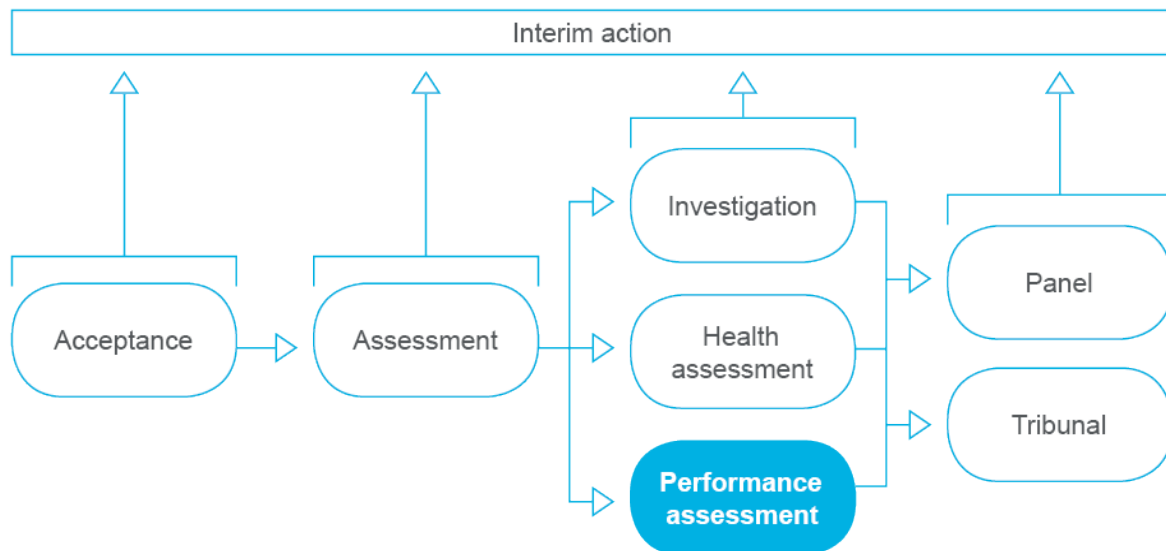 Interim action
Acceptance
Assessment
Investigation
Health
assessment
Performance
assessment
Panel
Tribunal